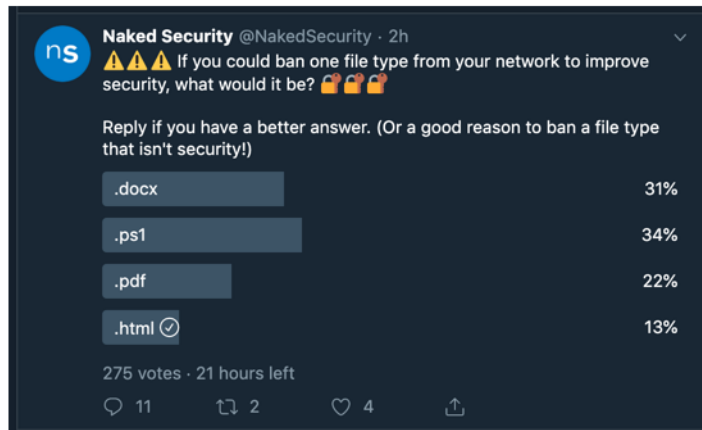 ns
Naked Security @NakedSecurity · 2h
⚠️⚠️⚠️ If you could ban one file type from your network to improve
security, what would it be? 🔐🔐🔐
Reply if you have a better answer. (Or a good reason to ban a file type
that isn't security!)
.docx 31%
.ps1 34%
.pdf 22%
.html 13%
275 votes · 21 hours left
11 2 4